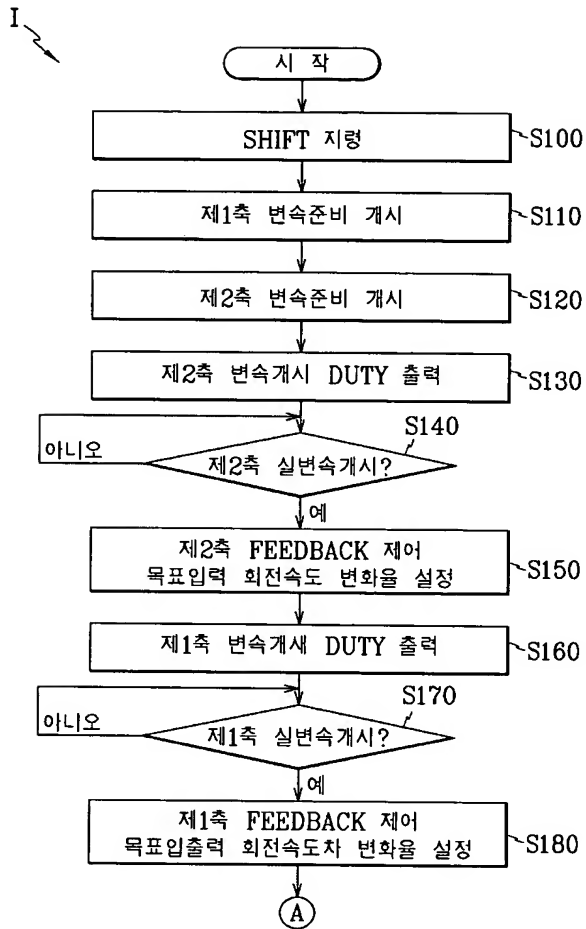 I
시 작
SHIFT 지령
S100
제1축 변속준비 개시
S110
제2축 변속준비 개시
S120
제2축 변속개시 DUTY 출력
S130
S140
아니오
제2축 실변속개시?
예
제2축 FEEDBACK 제어
목표입력 회전속도 변화율 설정
S150
제1축 변속개새 DUTY 출력
S160
S170
아니오
제1축 실변속개시?
예
제1축 FEEDBACK 제어
목표입출력 회전속도차 변화율 설정
S180
A